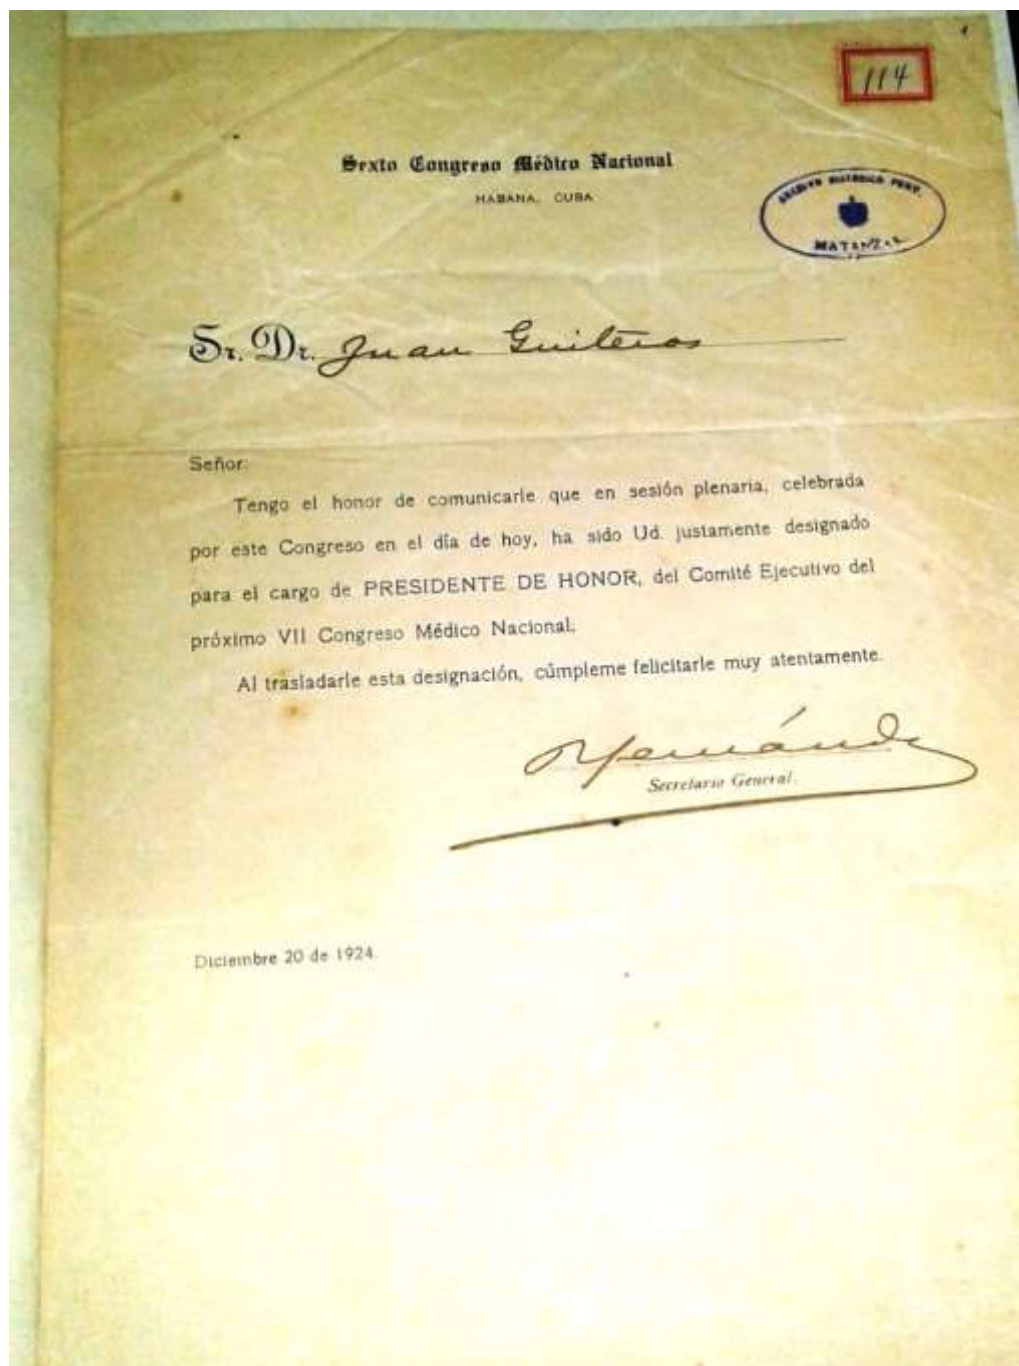 114
Sexto Congreso Médico Nacional
HABANA, CUBA
ARCHIVO HISTORICO PROV.
MATANZAS
Sr. Dr. Juan Guiteras
Señor:
Tengo el honor de comunicarle que en sesión plenaria, celebrada
por este Congreso en el día de hoy, ha sido Ud. justamente designado
para el cargo de PRESIDENTE DE HONOR, del Comité Ejecutivo del
próximo VII Congreso Médico Nacional.
Al trasladarle esta designación, cúmpleme felicitarle muy atentamente.
Secretario General.
Diciembre 20 de 1924.